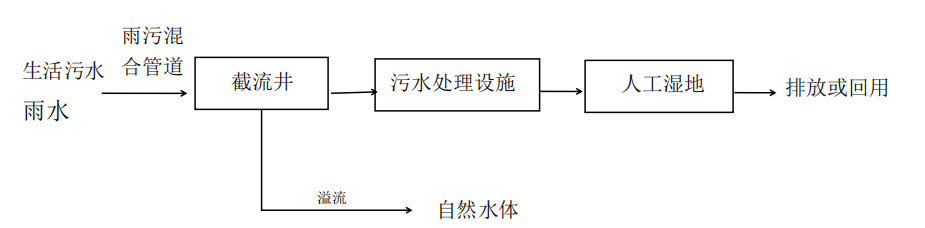 雨污混
合管道
生活污水
雨水
截流井
污水处理设施
人工湿地
排放或回用
溢流
自然水体